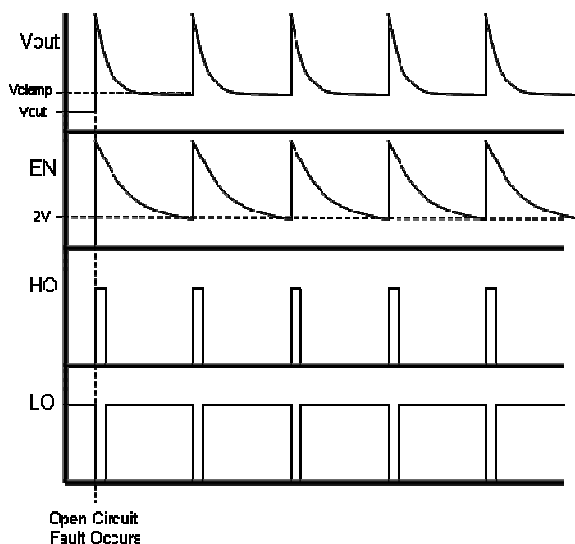 Vout
Vclamp
Vout
EN
2V
HO
LO
Open Circuit
Fault Occurs